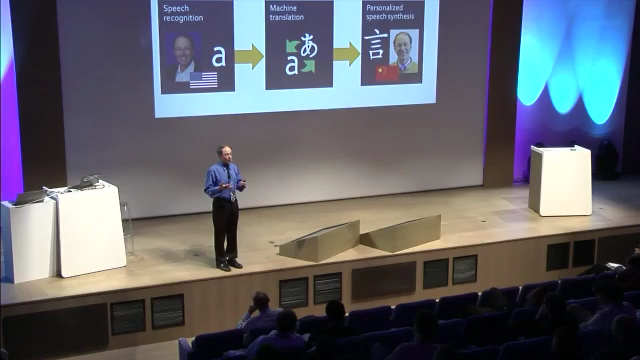 Speech
recognition
Machine
translation
Personalized
speech synthesis
a
あ
a
言